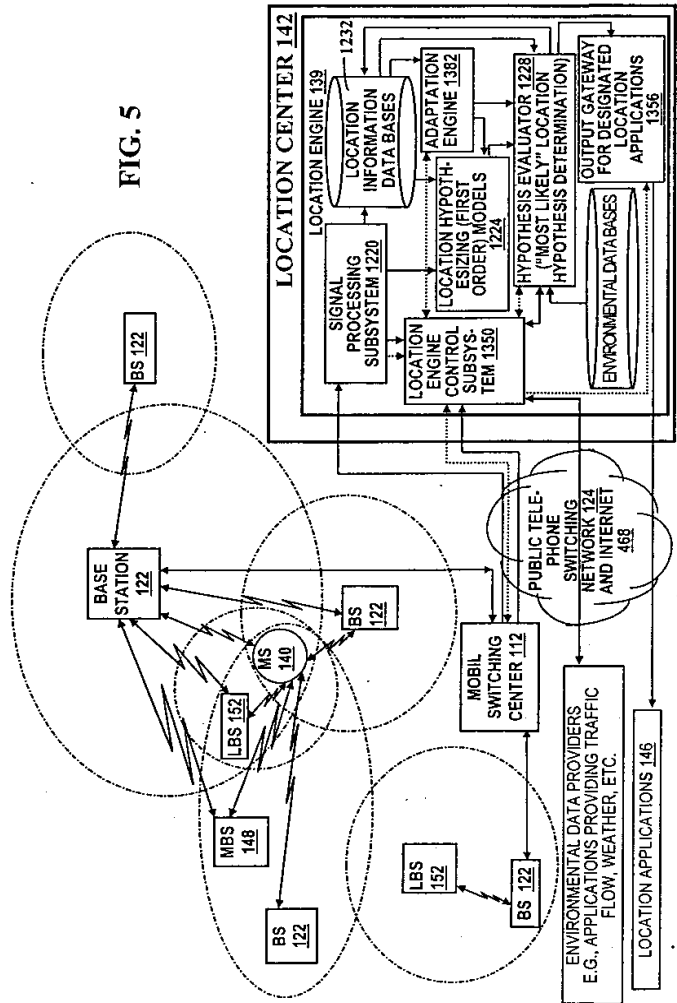 FIG. 5
BS 122
BASE
STATION
122
BS
122
MS
140
LBS 152
MBS
148
BS
122
LBS
152
BS 122
MOBIL
SWITCHING
CENTER 112
PUBLIC TELE-
PHONE
SWITCHING
NETWORK 124
AND INTERNET
468
ENVIRONMENTAL DATA PROVIDERS
E.G., APPLICATIONS PROVIDING TRAFFIC
FLOW, WEATHER, ETC.
LOCATION APPLICATIONS 146
LOCATION CENTER 142
LOCATION ENGINE 139
1232
LOCATION
INFORMATION
DATA BASES
SIGNAL
PROCESSING
SUBSYSTEM 1220
ADAPTATION
ENGINE 1382
LOCATION HYPOTH-
ESIZING (FIRST
ORDER) MODELS
1224
LOCATION
ENGINE
CONTROL
SUBSYS-
TEM 1350
HYPOTHESIS EVALUATOR 1228
("MOST LIKELY" LOCATION
HYPOTHESIS DETERMINATION)
ENVIRONMENTAL DATA BASES
OUTPUT GATEWAY
FOR DESIGNATED
LOCATION
APPLICATIONS
1356